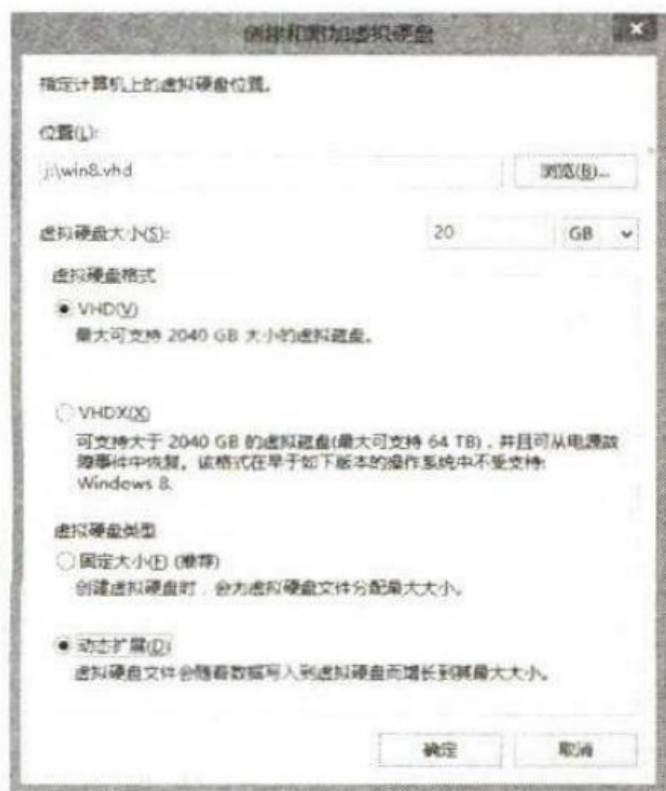 创建和附加虚拟硬盘
指定计算机上的虚拟硬盘位置。
位置(L):
j:\win8.vhd
浏览(B)...
虚拟硬盘大小(S):
20
GB
虚拟硬盘格式
VHD(V)
最大可支持 2040 GB 大小的虚拟磁盘。
VHDX(X)
可支持大于 2040 GB 的虚拟磁盘(最大可支持 64 TB)，并且可从电源故
障事件中恢复。该格式在早于如下版本的操作系统中不受支持:
Windows 8.
虚拟硬盘类型
固定大小(F) (推荐)
创建虚拟硬盘时，会为虚拟硬盘文件分配最大大小。
动态扩展(D)
虚拟硬盘文件会随着数据写入到虚拟硬盘而增长到其最大大小。
确定
取消